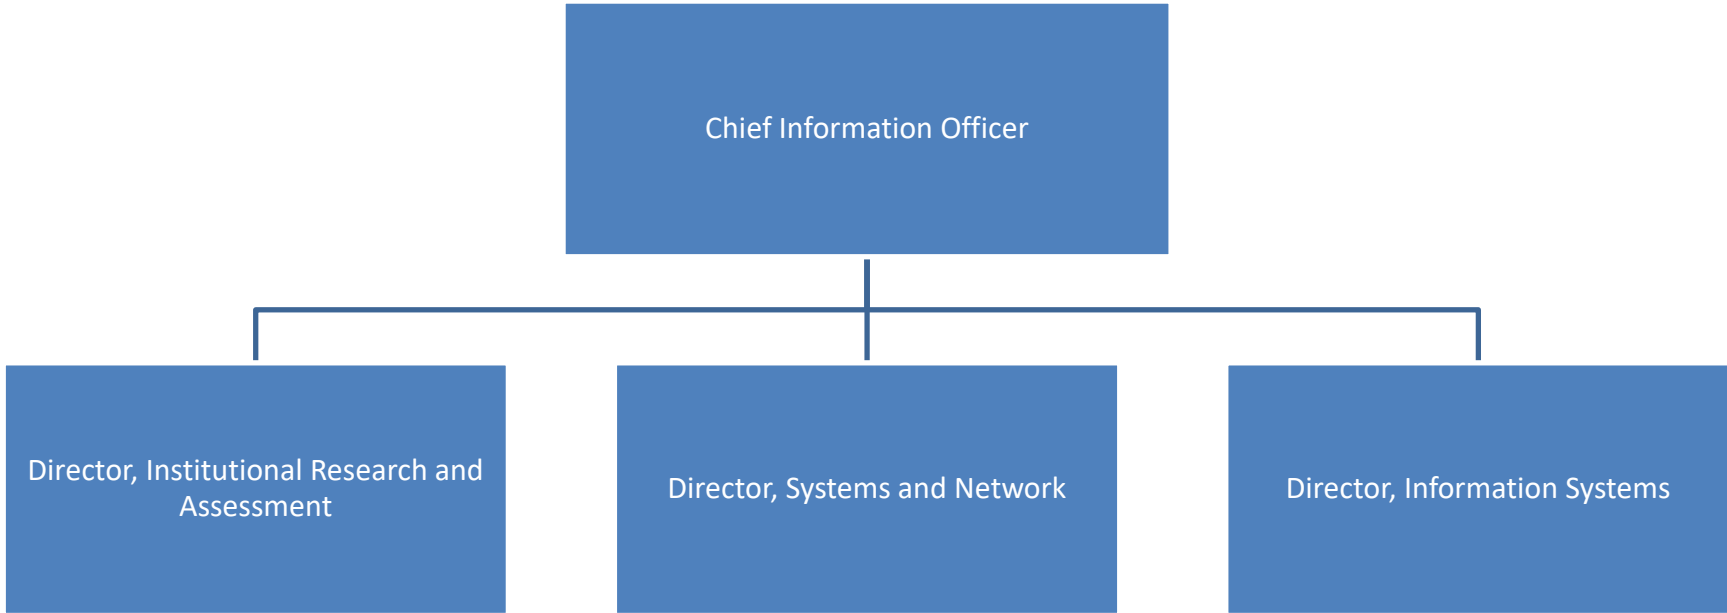 Chief Information Officer
Director, Institutional Research and
Assessment
Director, Systems and Network
Director, Information Systems